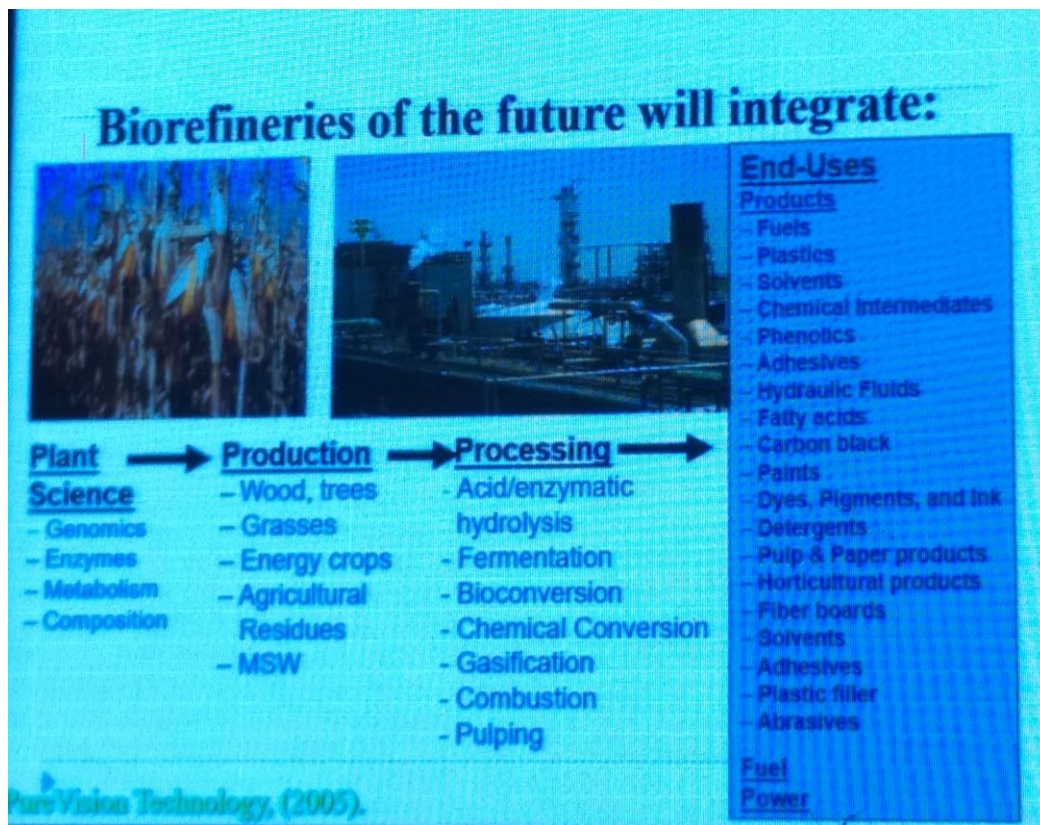 Biorefineries of the future will integrate:
Plant
Science
– Genomics
– Enzymes
– Metabolism
– Composition
Production
– Wood, trees
– Grasses
– Energy crops
– Agricultural
Residues
– MSW
Processing
- Acid/enzymatic
hydrolysis
- Fermentation
- Bioconversion
- Chemical Conversion
- Gasification
- Combustion
- Pulping
End-Uses
Products
– Fuels
– Plastics
– Solvents
– Chemical Intermediates
– Phenolics
– Adhesives
– Hydraulic Fluids
– Fatty acids
– Carbon black
– Paints
– Dyes, Pigments, and Ink
– Detergents
– Pulp & Paper products
– Horticultural products
– Fiber boards
– Solvents
– Adhesives
– Plastic filler
– Abrasives
Fuel
Power
PureVision Technology, (2005).